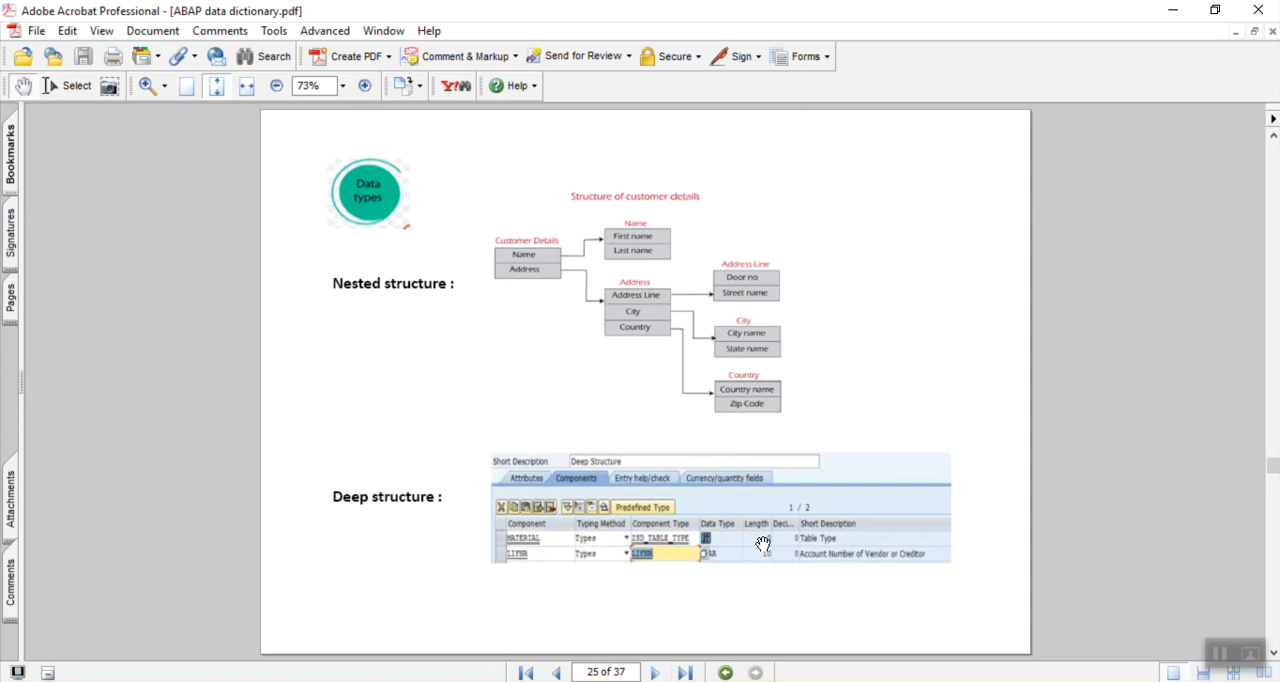 Adobe Acrobat Professional - [ABAP data dictionary.pdf]
File Edit View Document Comments Tools Advanced Window Help
Search Create PDF Comment & Markup Send for Review Secure Sign Forms
Select 73% Y! Help
Bookmarks
Signatures
Pages
Attachments
Comments
Data
types
Structure of customer details
Nested structure :
Customer Details
Name
Address
Name
First name
Last name
Address
Address Line
City
Country
Address Line
Door no
Street name
City
City name
State name
Country
Country name
Zip Code
Deep structure :
Short Description Deep Structure
Attributes Components Entry help/check Currency/quantity fields
Predefined Type 1 / 2
Component Typing Method Component Type Data Type Length Deci... Short Description
MATERIAL Types ZSD_TABLE_TYPE 0 Table Type
LIFNR Types LIFNR 10 0 Account Number of Vendor or Creditor
25 of 37